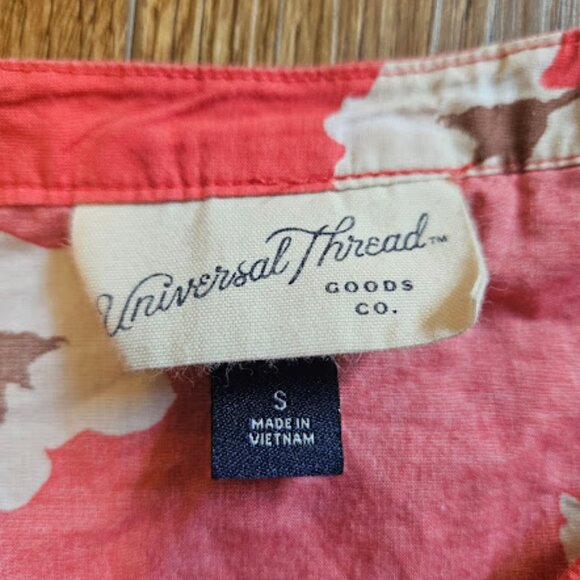 Universal Thread™
GOODS
CO.
S
MADE IN
VIETNAM